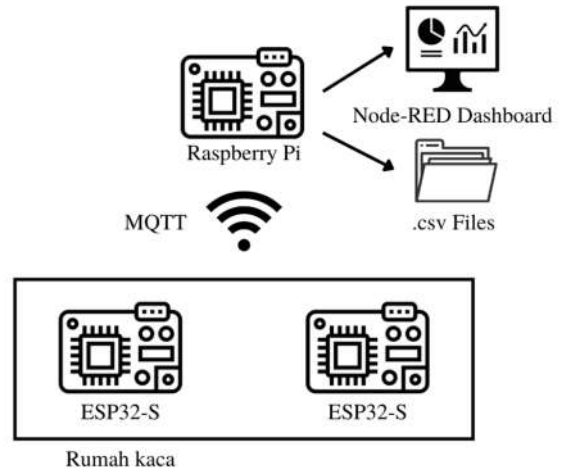 Node-RED Dashboard
Raspberry Pi
.csv Files
MQTT
ESP32-S
ESP32-S
Rumah kaca